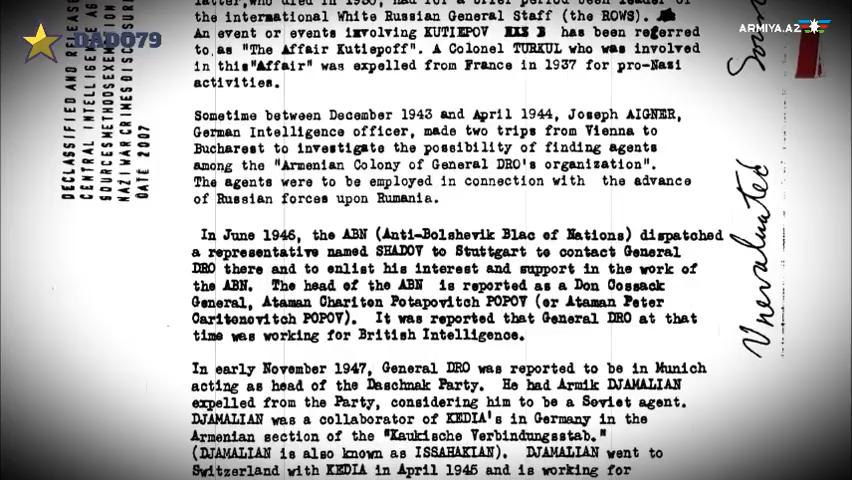 latter, who died in 1930, had for a brief period been leader of
the international White Russian General Staff (the ROWS).
An event or events involving KUTIEPOV has been referred
to as "The Affair Kutiepoff". A Colonel TURKUL who was involved
in this "Affair" was expelled from France in 1937 for pro-Nazi
activities.
Sometime between December 1943 and April 1944, Joseph AIGNER,
German Intelligence officer, made two trips from Vienna to
Bucharest to investigate the possibility of finding agents
among the "Armenian Colony of General DRO's organization".
The agents were to be employed in connection with the advance
of Russian forces upon Rumania.
In June 1946, the ABN (Anti-Bolshevik Blac of Nations) dispatched
a representative named SHADOV to Stuttgart to contact General
DRO there and to enlist his interest and support in the work of
the ABN. The head of the ABN is reported as a Don Cossack
General, Ataman Chariton Potapovitch POPOV (or Ataman Peter
Caritonovitch POPOV). It was reported that General DRO at that
time was working for British Intelligence.
In early November 1947, General DRO was reported to be in Munich
acting as head of the Daschnak Party. He had Armik DJAMALIAN
expelled from the Party, considering him to be a Soviet agent.
DJAMALIAN was a collaborator of KEDIA's in Germany in the
Armenian section of the "Kaukische Verbindungsstab."
(DJAMALIAN is also known as ISSAHAKIAN). DJAMALIAN went to
Switzerland with KEDIA in April 1945 and is working for
DECLASSIFIED AND RELEASE
CENTRAL INTELLIGENCE AG
SOURCES METHODS EXEM
NAZI WAR CRIMES DISCLOSURE
DATE 2007
Unevaluated
DADO79
ARMIYA.AZ